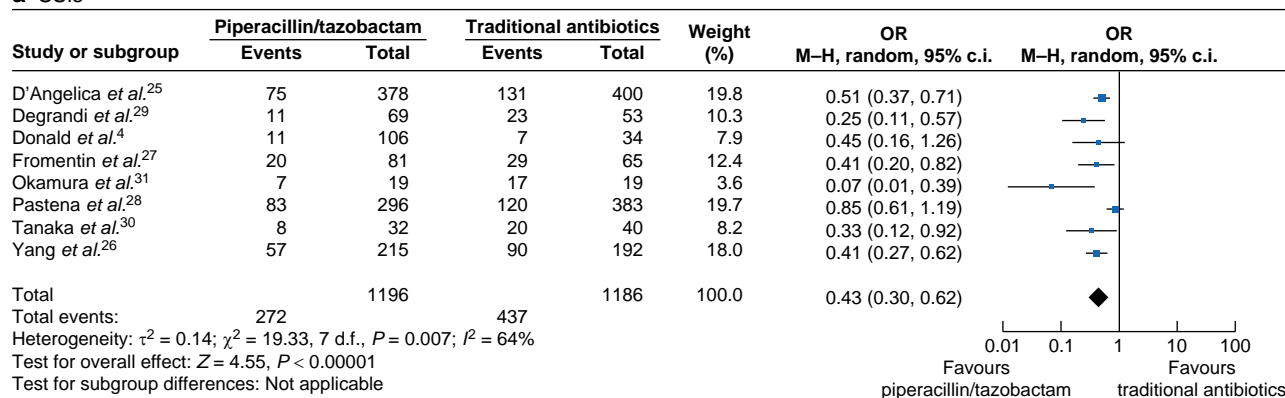 Piperacillin/tazobactam Traditional antibiotics Weight OR OR
Study or subgroup Events Total Events Total (%) M–H, random, 95% c.i. M–H, random, 95% c.i.
D'Angelica et al.25 75 378 131 400 19.8 0.51 (0.37, 0.71)
Degrandi et al.29 11 69 23 53 10.3 0.25 (0.11, 0.57)
Donald et al.4 11 106 7 34 7.9 0.45 (0.16, 1.26)
Fromentin et al.27 20 81 29 65 12.4 0.41 (0.20, 0.82)
Okamura et al.31 7 19 17 19 3.6 0.07 (0.01, 0.39)
Pastena et al.28 83 296 120 383 19.7 0.85 (0.61, 1.19)
Tanaka et al.30 8 32 20 40 8.2 0.33 (0.12, 0.92)
Yang et al.26 57 215 90 192 18.0 0.41 (0.27, 0.62)
Total 1196 1186 100.0 0.43 (0.30, 0.62)
Total events: 272 437
Heterogeneity: τ2 = 0.14; χ2 = 19.33, 7 d.f., P = 0.007; I2 = 64%
Test for overall effect: Z = 4.55, P < 0.00001
Test for subgroup differences: Not applicable
0.01 0.1 1 10 100
Favours Favours
piperacillin/tazobactam traditional antibiotics